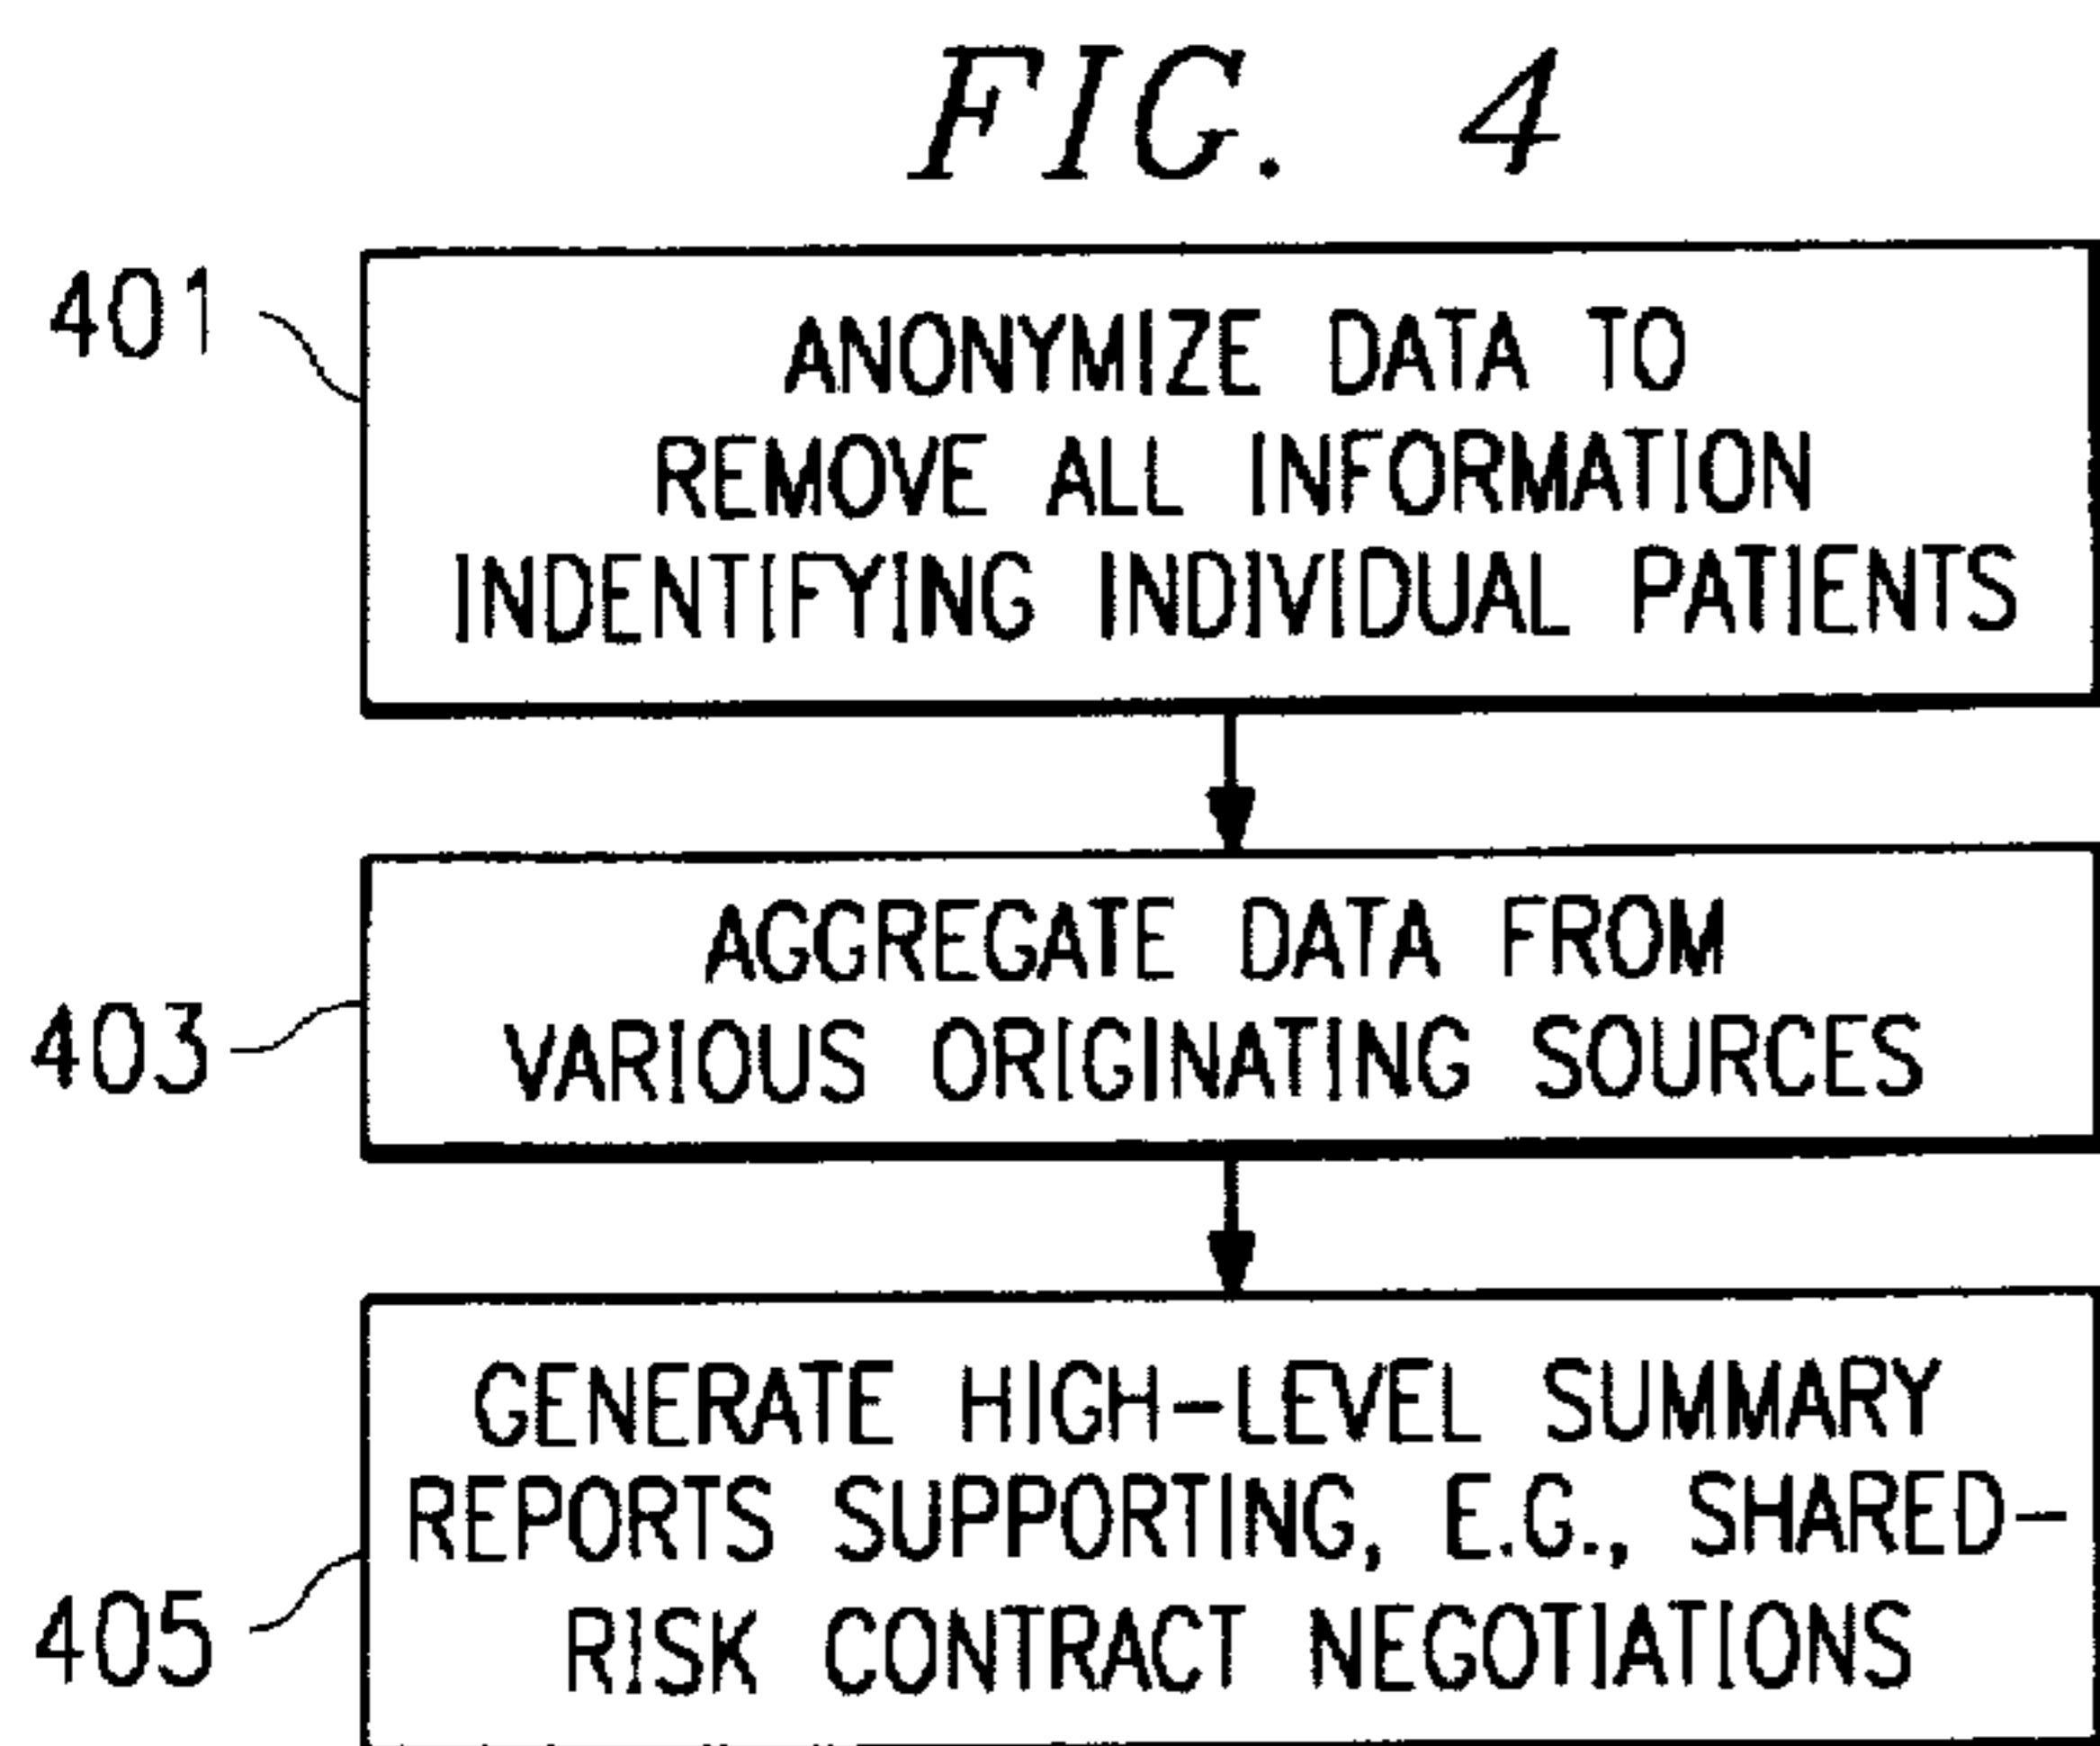 FIG. 4
401
ANONYMIZE DATA TO
REMOVE ALL INFORMATION
INDENTIFYING INDIVIDUAL PATIENTS
403
AGGREGATE DATA FROM
VARIOUS ORIGINATING SOURCES
405
GENERATE HIGH-LEVEL SUMMARY
REPORTS SUPPORTING, E.G., SHARED-
RISK CONTRACT NEGOTIATIONS